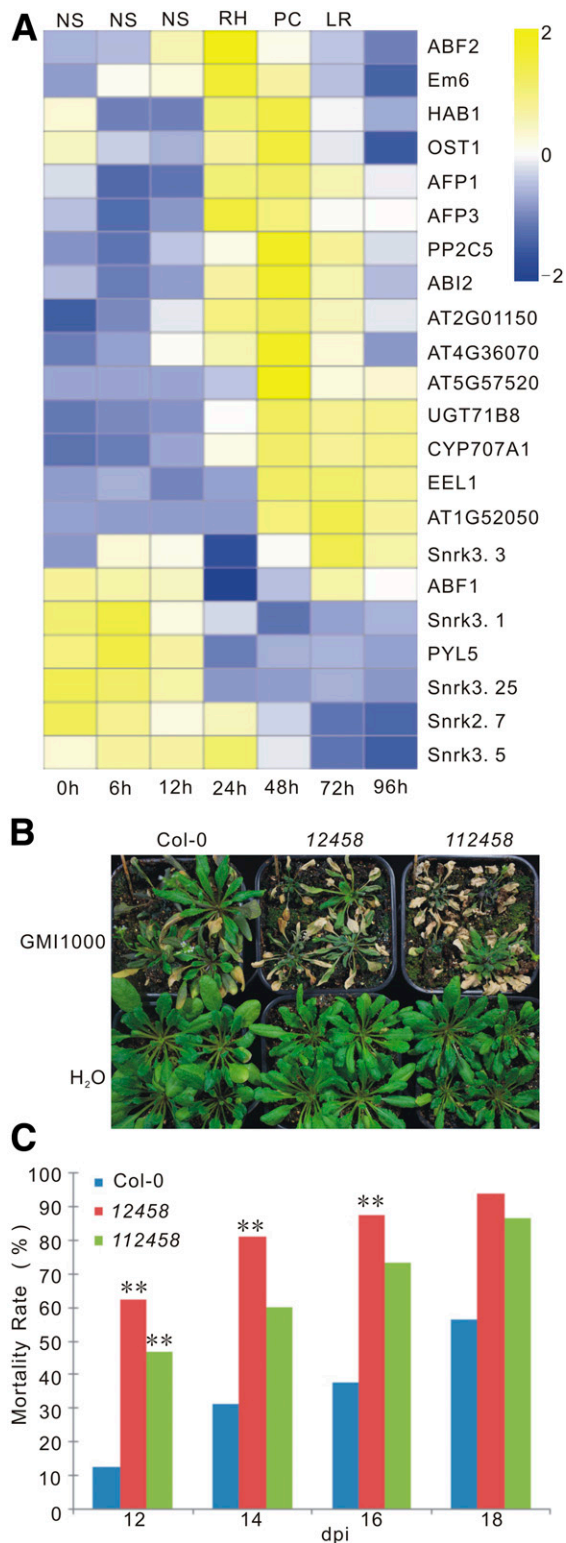 A
NS NS NS RH PC LR
ABF2
Em6
HAB1
OST1
AFP1
AFP3
PP2C5
ABI2
AT2G01150
AT4G36070
AT5G57520
UGT71B8
CYP707A1
EEL1
AT1G52050
Snrk3. 3
ABF1
Snrk3. 1
PYL5
Snrk3. 25
Snrk2. 7
Snrk3. 5
2
0
-2
0h 6h 12h 24h 48h 72h 96h
B
Col-0 12458 112458
GMI1000
H₂O
C
Mortality Rate (%)
100
90
80
70
60
50
40
30
20
10
0
Col-0
12458
112458
**
**
**
**
12 14 16 18
dpi